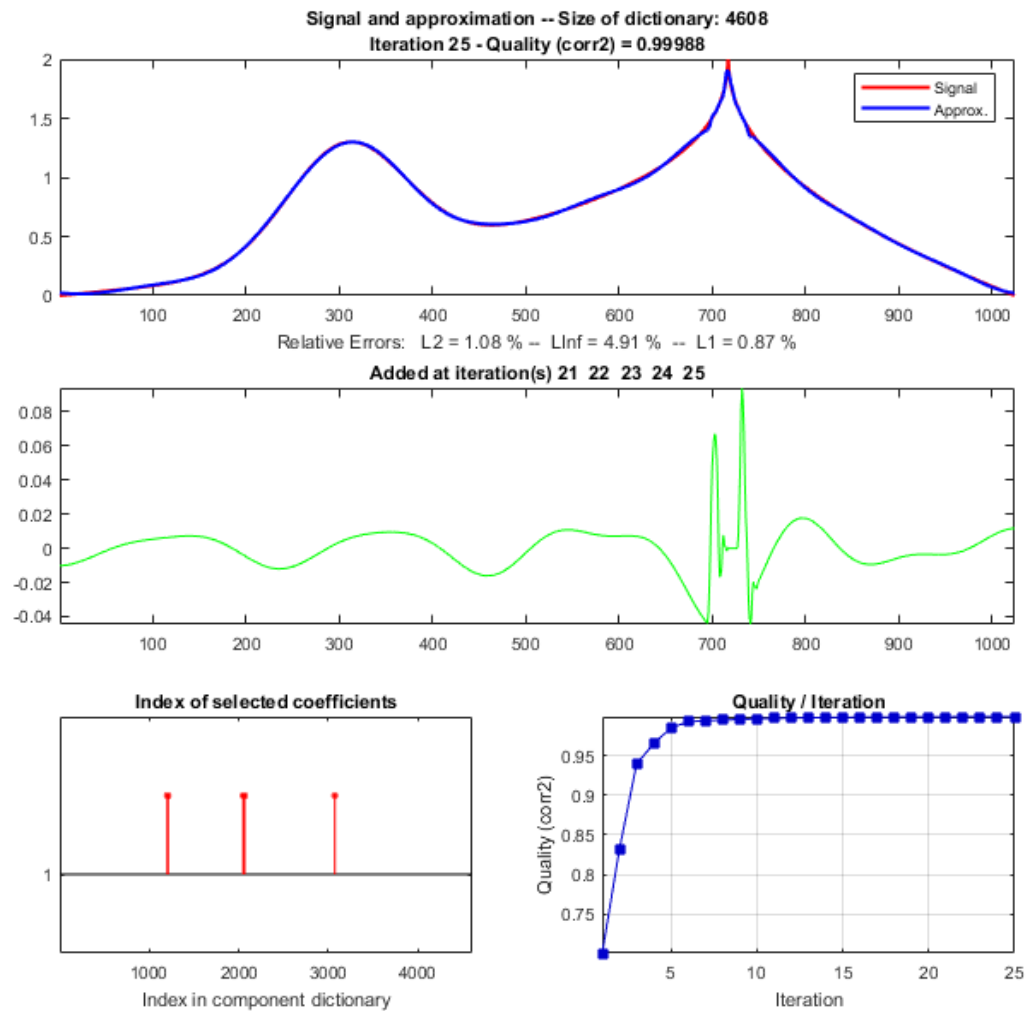 Signal and approximation -- Size of dictionary: 4608
Iteration 25 - Quality (corr2) = 0.99988
2
1.5
1
0.5
0
Signal
Approx.
100 200 300 400 500 600 700 800 900 1000
Relative Errors: L2 = 1.08 % -- LInf = 4.91 % -- L1 = 0.87 %
Added at iteration(s) 21 22 23 24 25
0.08
0.06
0.04
0.02
0
-0.02
-0.04
100 200 300 400 500 600 700 800 900 1000
Index of selected coefficients
1
1000 2000 3000 4000
Index in component dictionary
Quality / Iteration
Quality (corr2)
0.95
0.9
0.85
0.8
0.75
5 10 15 20 25
Iteration